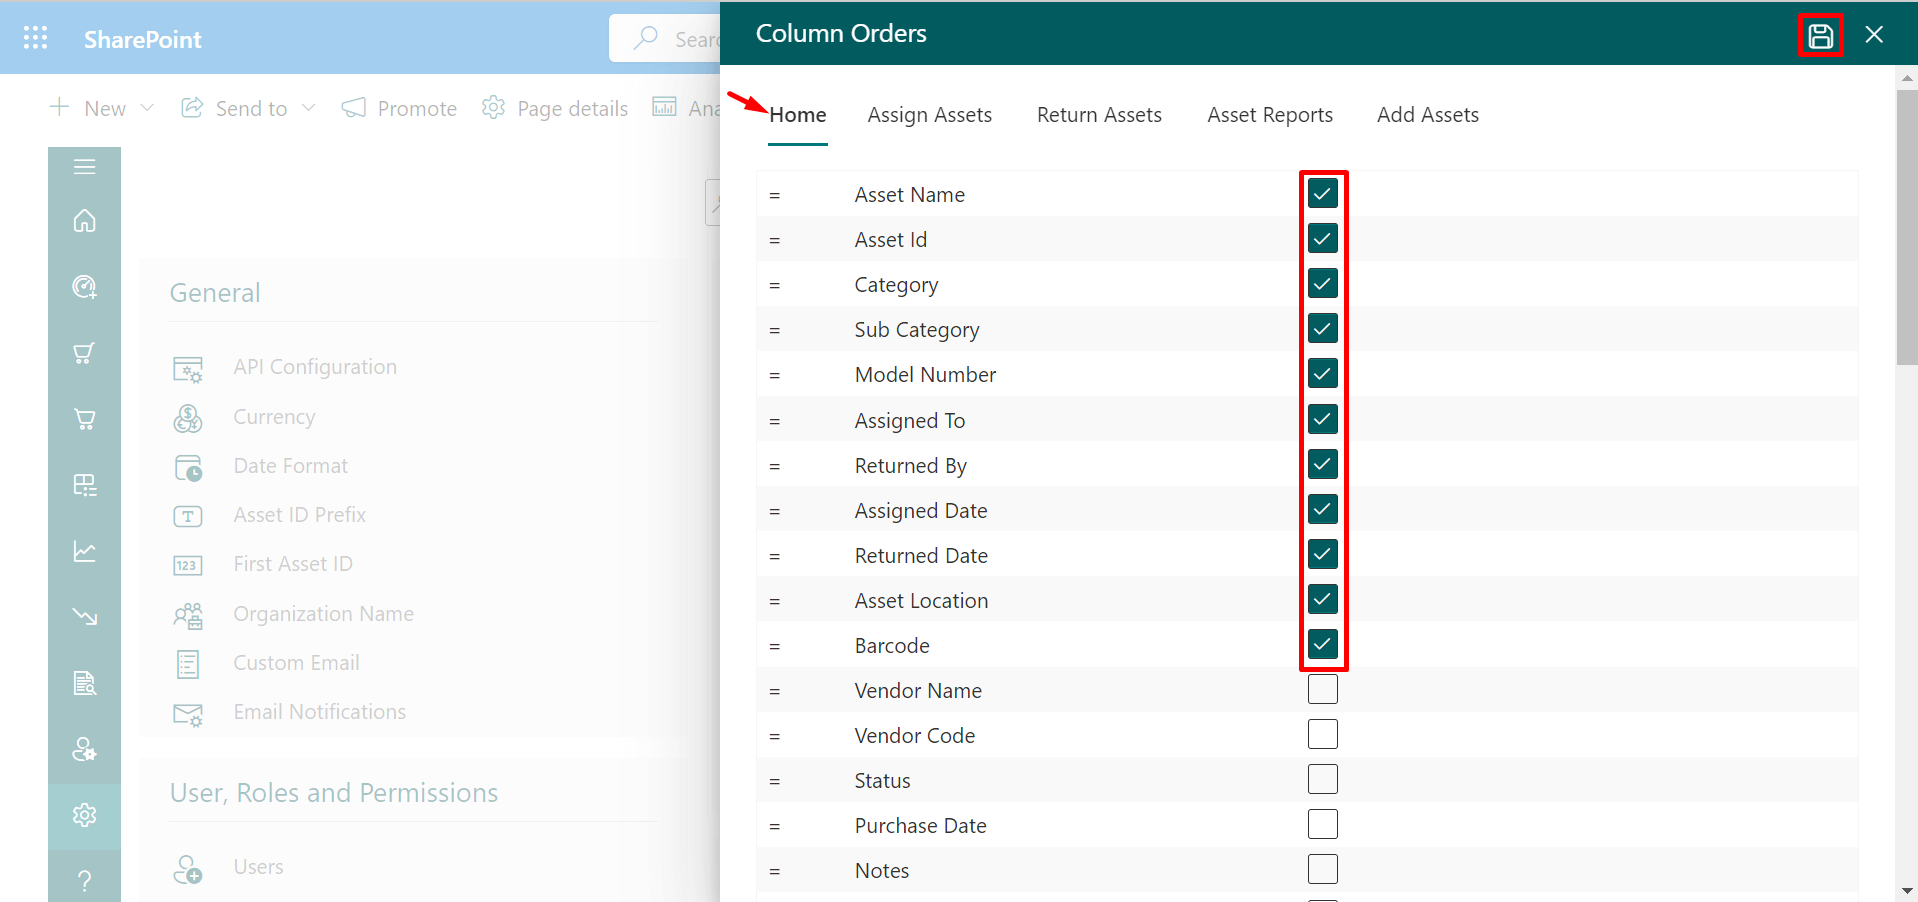 SharePoint
Sear
Column Orders
New
Send to
Promote
Page details
Ana
Home
Assign Assets
Return Assets
Asset Reports
Add Assets
General
API Configuration
Currency
Date Format
Asset ID Prefix
First Asset ID
Organization Name
Custom Email
Email Notifications
User, Roles and Permissions
Users
= Asset Name
= Asset Id
= Category
= Sub Category
= Model Number
= Assigned To
= Returned By
= Assigned Date
= Returned Date
= Asset Location
= Barcode
= Vendor Name
= Vendor Code
= Status
= Purchase Date
= Notes